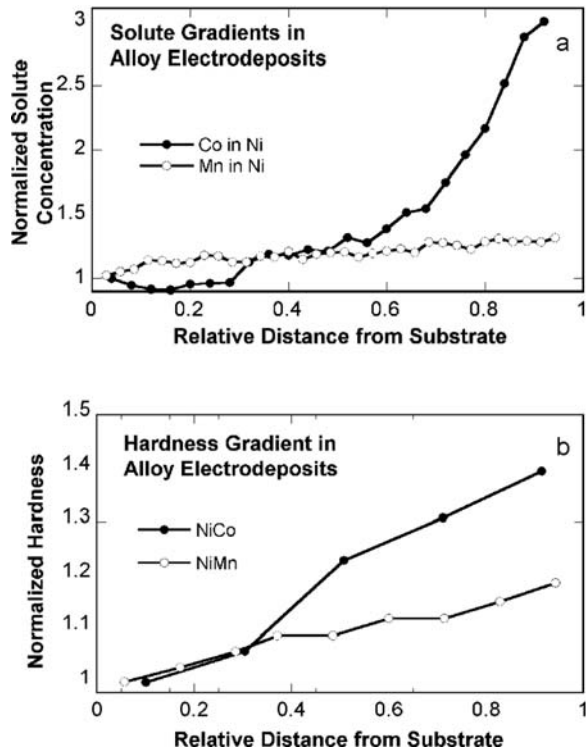 3
Solute Gradients in
Alloy Electrodeposits
a
2.5
Normalized Solute
Concentration
2
Co in Ni
Mn in Ni
1.5
1
0 0.2 0.4 0.6 0.8 1
Relative Distance from Substrate
1.5
Hardness Gradient in
Alloy Electrodeposits
b
1.4
Normalized Hardness
NiCo
1.3
NiMn
1.2
1.1
1
0 0.2 0.4 0.6 0.8 1
Relative Distance from Substrate